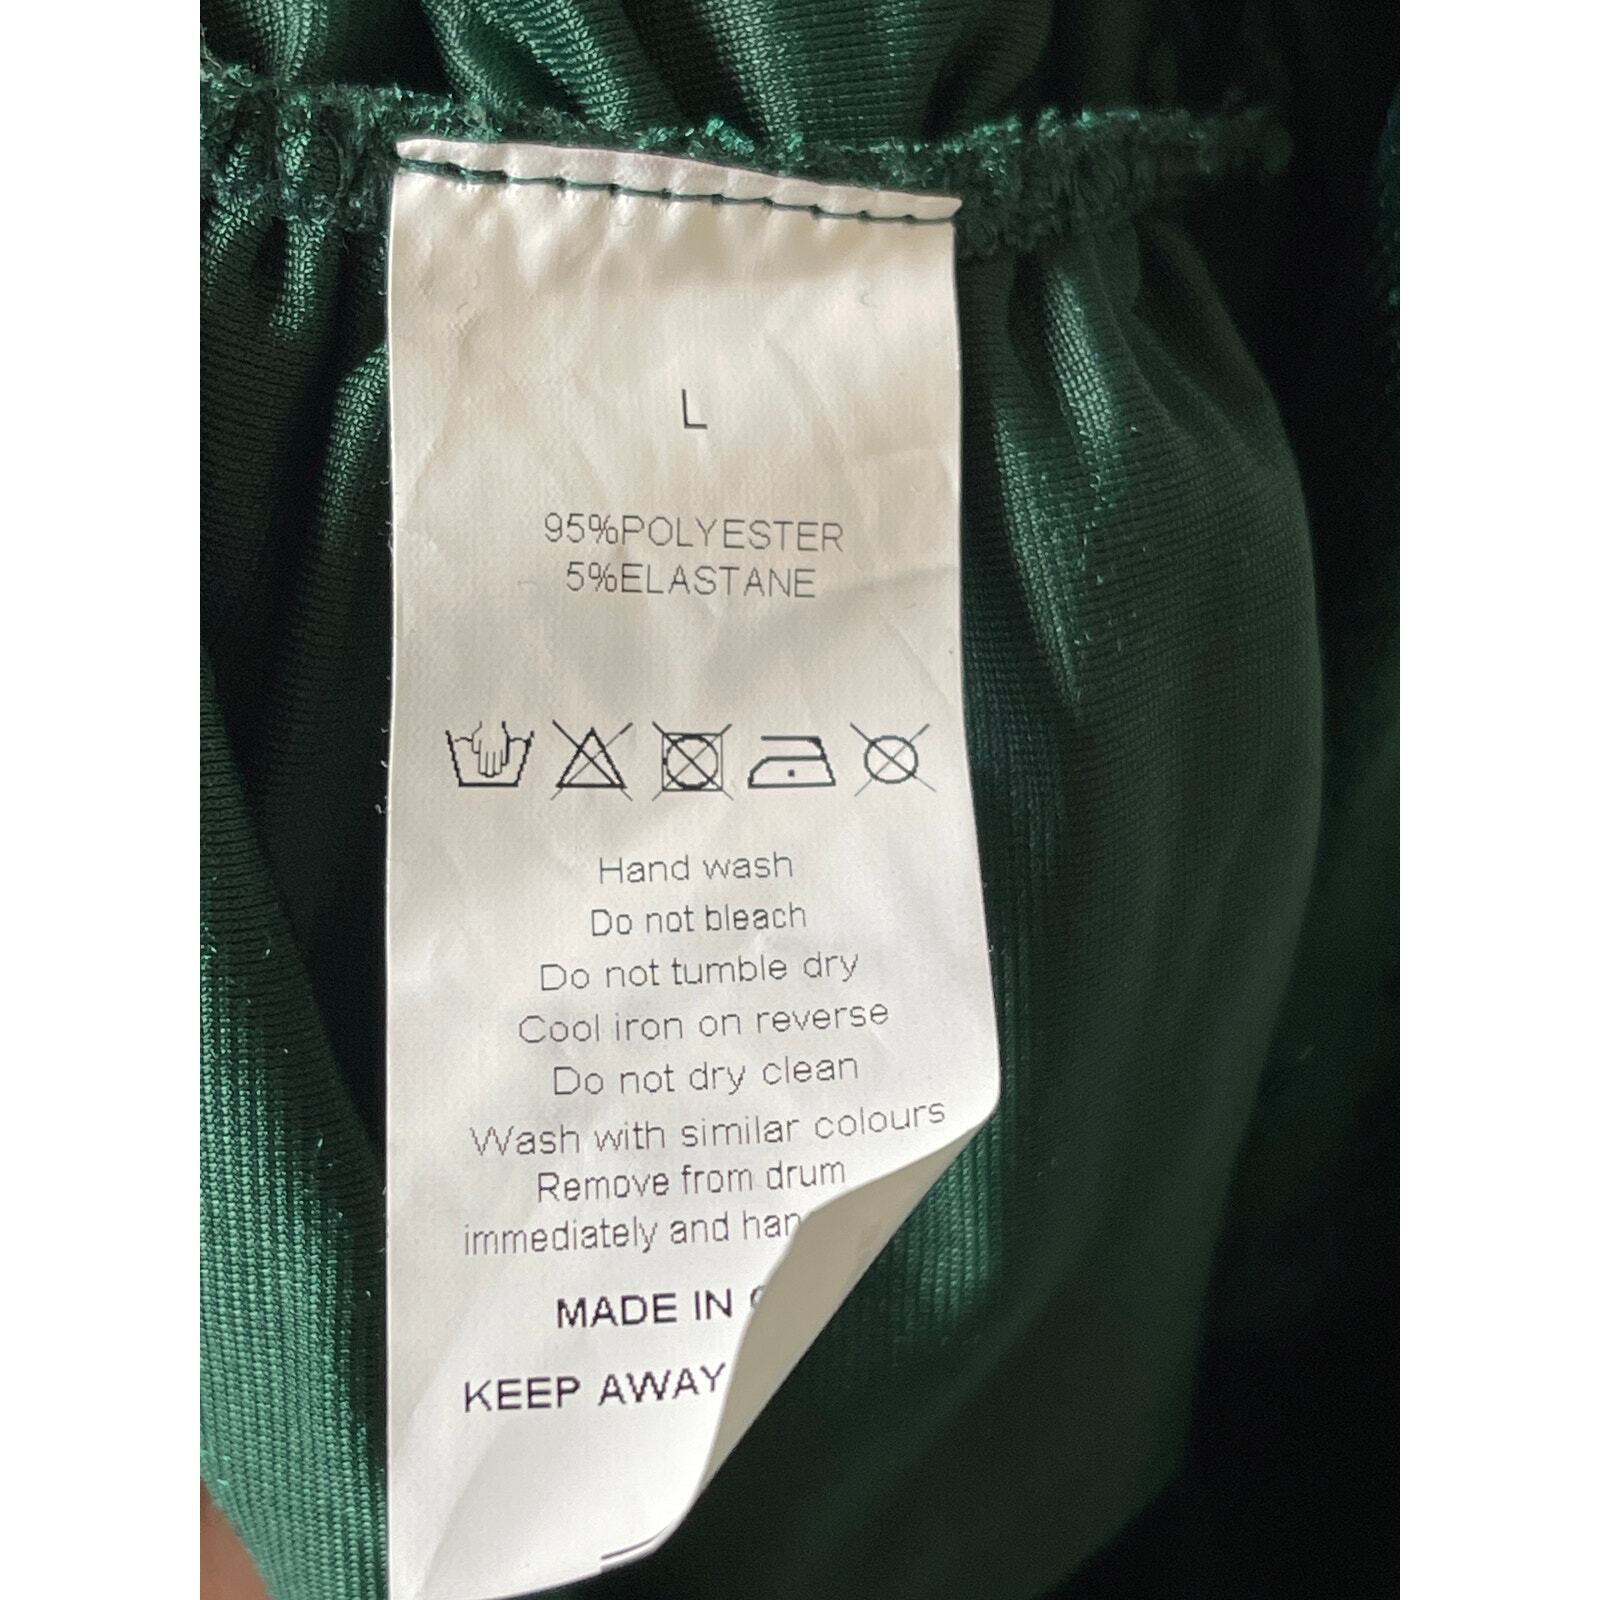 L
95%POLYESTER
5%ELASTANE
Hand wash
Do not bleach
Do not tumble dry
Cool iron on reverse
Do not dry clean
Wash with similar colours
Remove from drum
immediately and
MADE IN
KEEP AWAY